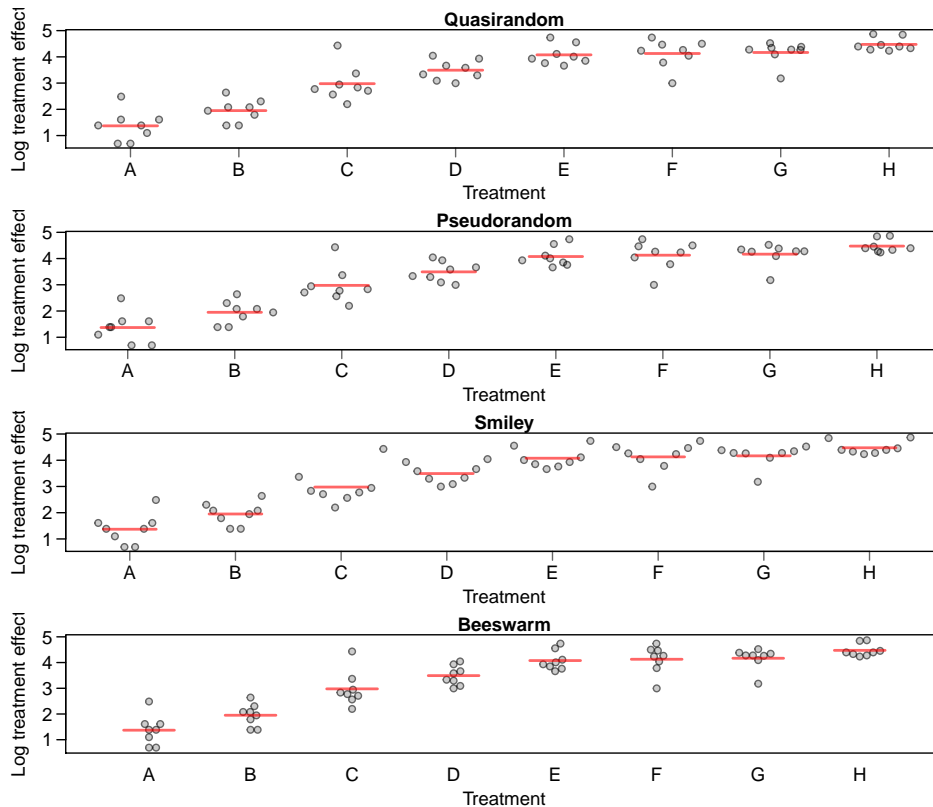 Quasirandom
Log treatment effect
5
4
3
2
1
A B C D E F G H
Treatment
Pseudorandom
Log treatment effect
5
4
3
2
1
A B C D E F G H
Treatment
Smiley
Log treatment effect
5
4
3
2
1
A B C D E F G H
Treatment
Beeswarm
Log treatment effect
5
4
3
2
1
A B C D E F G H
Treatment